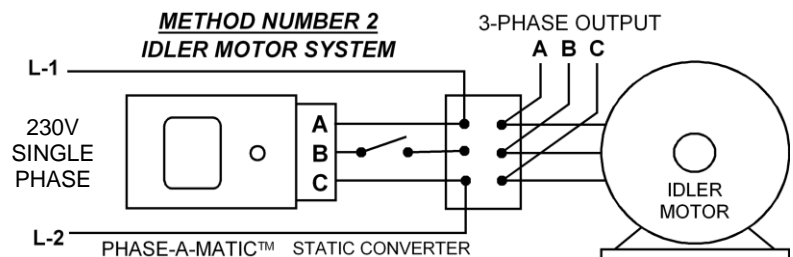 METHOD NUMBER 2
IDLER MOTOR SYSTEM
3-PHASE OUTPUT
A B C
L-1
230V
SINGLE
PHASE
A
B
C
IDLER
MOTOR
L-2
PHASE-A-MATIC™ STATIC CONVERTER